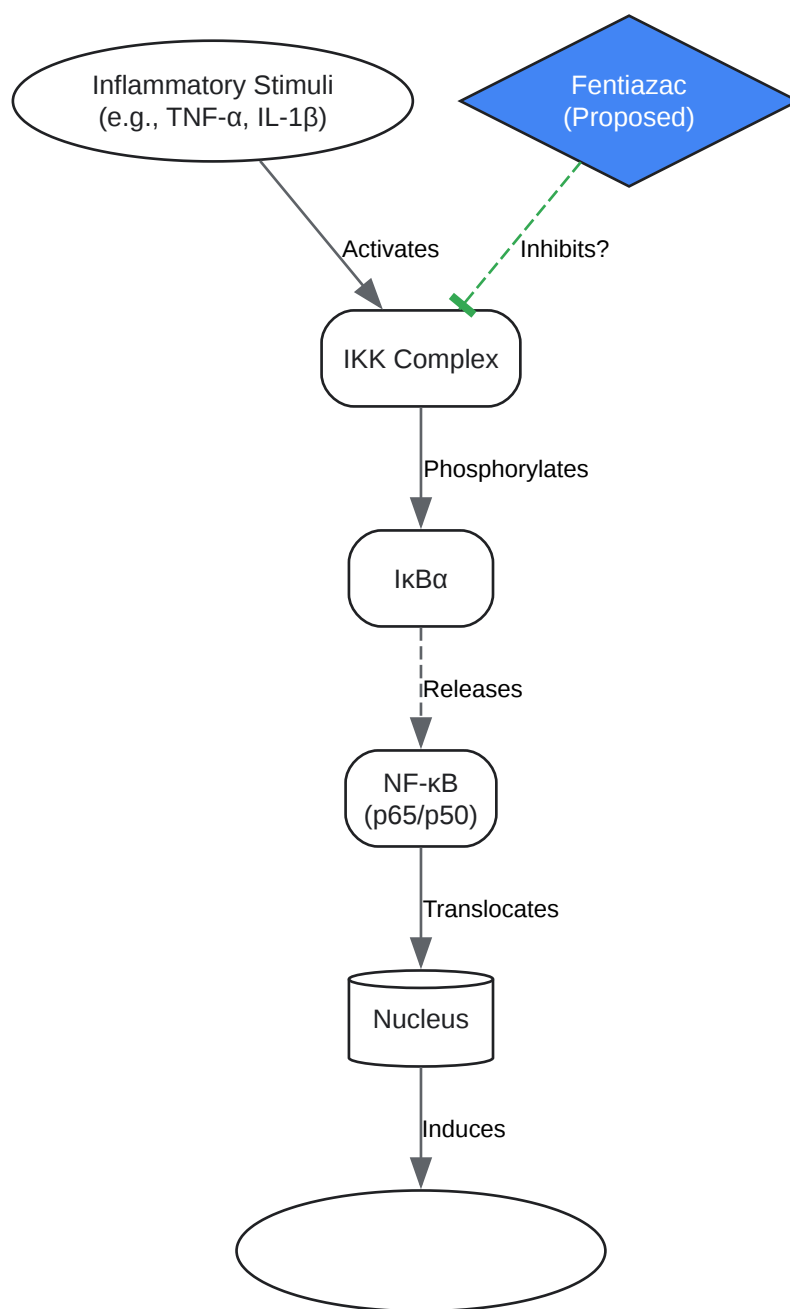 Inflammatory Stimuli
(e.g., TNF-α, IL-1β)
Fentiazac
(Proposed)
Activates
Inhibits?
IKK Complex
Phosphorylates
IκBα
Releases
NF-κB
(p65/p50)
Translocates
Nucleus
Induces